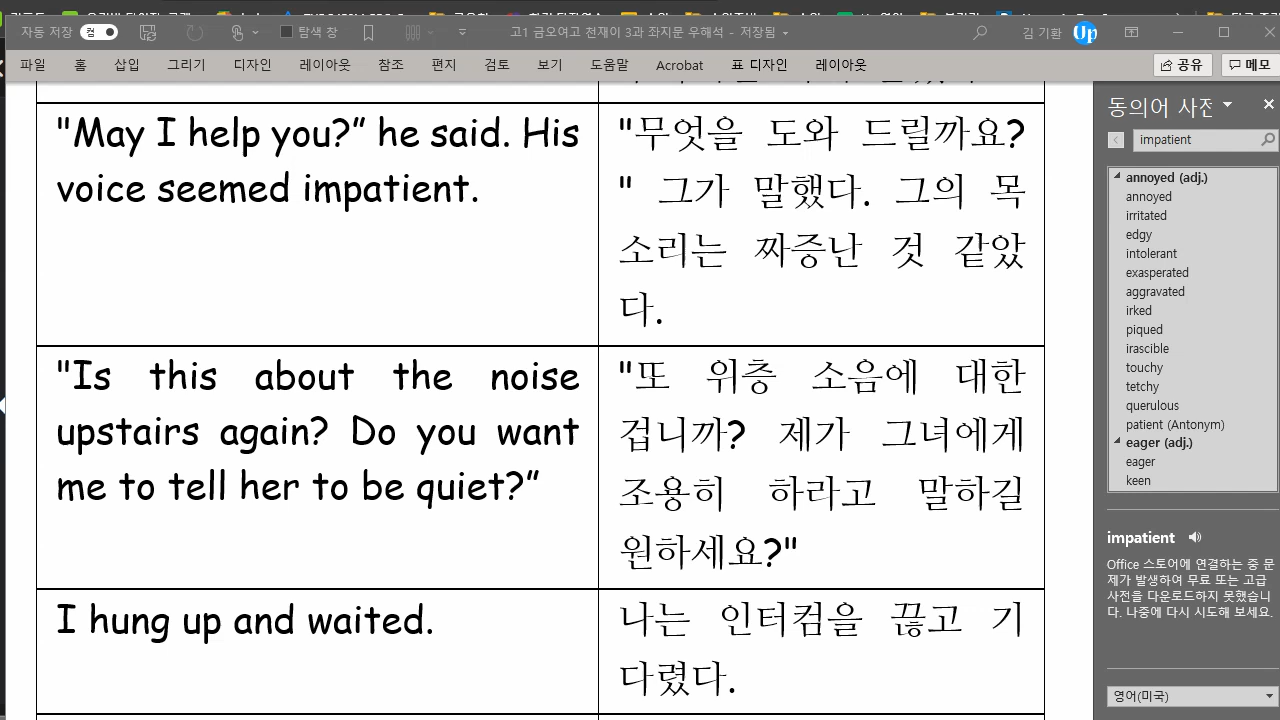 자동 저장
탐색 창
고1 금오여고 천재이 3과 좌지문 우해석 - 저장됨
김 기환
Up
파일 홈 삽입 그리기 디자인 레이아웃 참조 편지 검토 보기 도움말 Acrobat 표 디자인 레이아웃
공유 메모
"May I help you?” he said. His
voice seemed impatient.
"무엇을 도와 드릴까요?
" 그가 말했다. 그의 목
소리는 짜증난 것 같았
다.
"Is this about the noise
upstairs again? Do you want
me to tell her to be quiet?”
"또 위층 소음에 대한
겁니까? 제가 그녀에게
조용히 하라고 말하길
원하세요?"
I hung up and waited.
나는 인터컴을 끊고 기
다렸다.
동의어 사전
impatient
annoyed (adj.)
annoyed
irritated
edgy
intolerant
exasperated
aggravated
irked
piqued
irascible
touchy
tetchy
querulous
patient (Antonym)
eager (adj.)
eager
keen
impatient
Office 스토어에 연결하는 중 문
제가 발생하여 무료 또는 고급
사전을 다운로드하지 못했습니
다. 나중에 다시 시도해 보세요.
영어(미국)